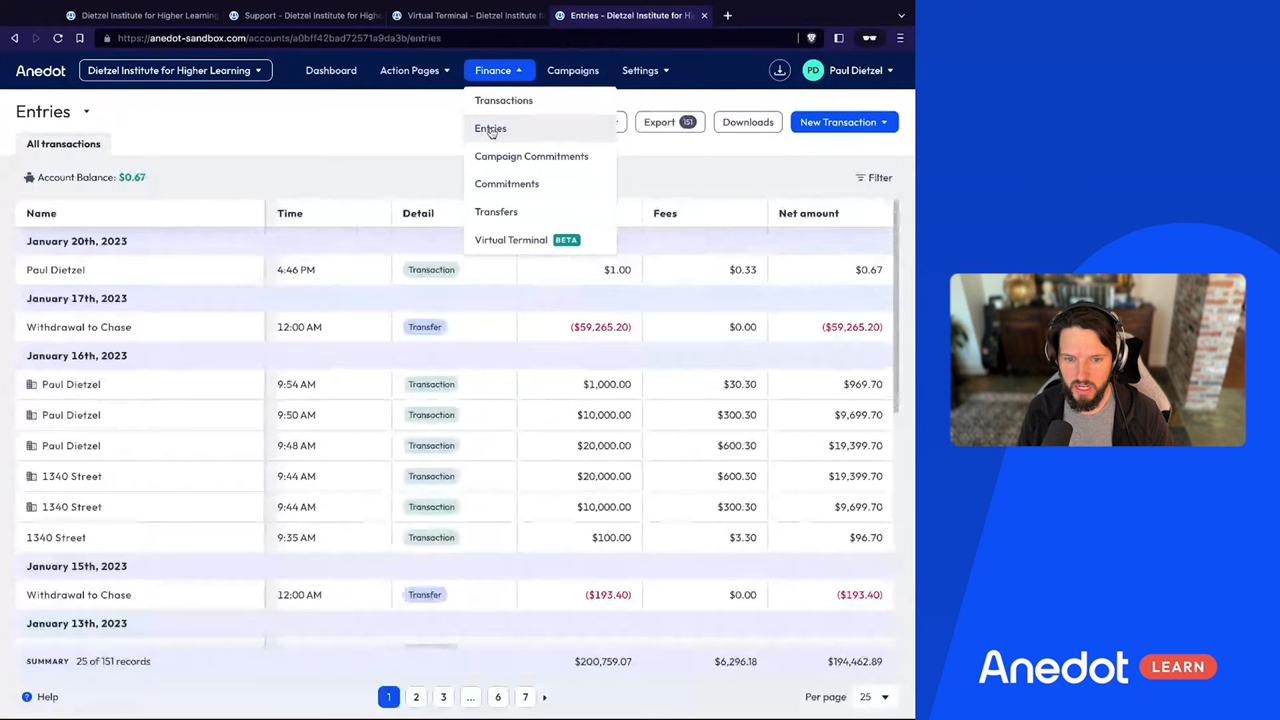 Dietzel Institute for Higher Learning
Support - Dietzel Institute for Highe
Virtual Terminal - Dietzel Institute f
Entries - Dietzel Institute for Hi
https://anedot-sandbox.com/accounts/a0bff42bad72571a9da3b/entries
Anedot
Dietzel Institute for Higher Learning
Dashboard
Action Pages
Finance
Campaigns
Settings
PD
Paul Dietzel
Entries
Transactions
Entries
Campaign Commitments
Commitments
Transfers
Virtual Terminal BETA
Export 151
Downloads
New Transaction
All transactions
Account Balance: $0.67
Filter
Name Time Detail Fees Net amount
January 20th, 2023
Paul Dietzel 4:46 PM Transaction $1.00 $0.33 $0.67
January 17th, 2023
Withdrawal to Chase 12:00 AM Transfer ($59,265.20) $0.00 ($59,265.20)
January 16th, 2023
Paul Dietzel 9:54 AM Transaction $1,000.00 $30.30 $969.70
Paul Dietzel 9:50 AM Transaction $10,000.00 $300.30 $9,699.70
Paul Dietzel 9:48 AM Transaction $20,000.00 $600.30 $19,399.70
1340 Street 9:44 AM Transaction $20,000.00 $600.30 $19,399.70
1340 Street 9:44 AM Transaction $10,000.00 $300.30 $9,699.70
1340 Street 9:35 AM Transaction $100.00 $3.30 $96.70
January 15th, 2023
Withdrawal to Chase 12:00 AM Transfer ($193.40) $0.00 ($193.40)
January 13th, 2023
SUMMARY 25 of 151 records $200,759.07 $6,296.18 $194,462.89
Help
1 2 3 ... 6 7
Per page 25
Anedot LEARN